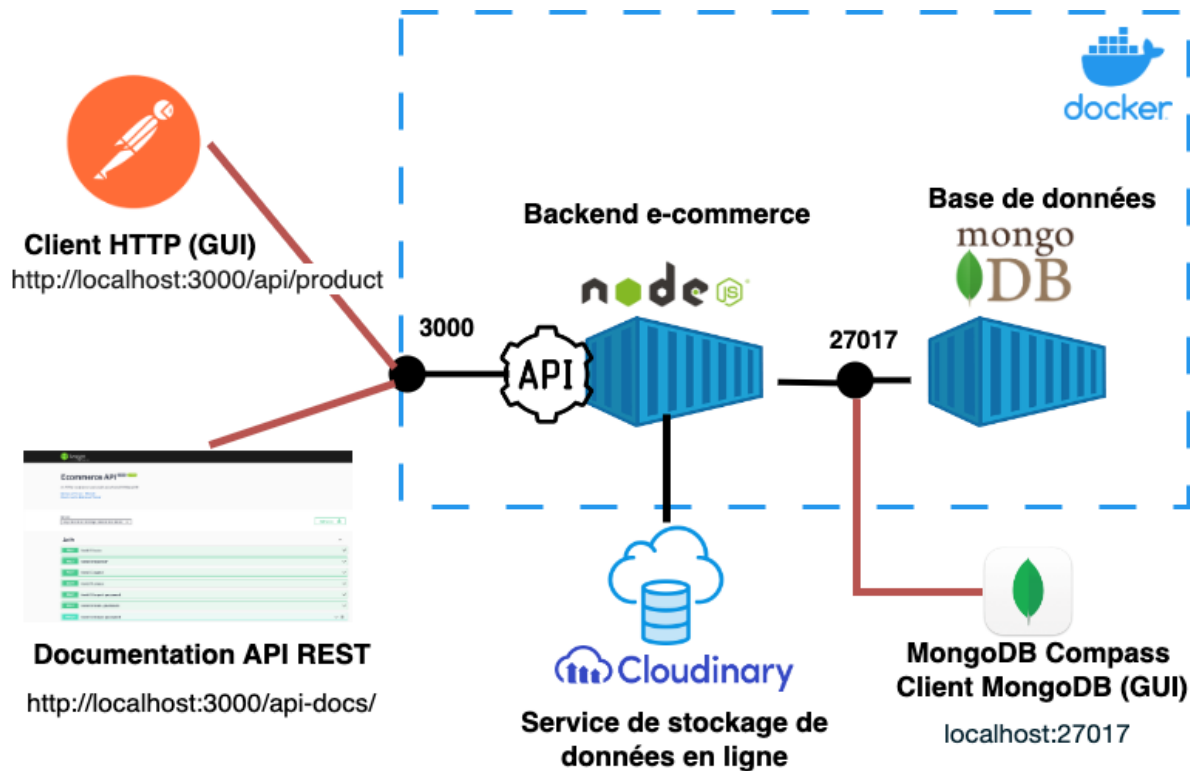 docker
Client HTTP (GUI)
http://localhost:3000/api/product
Backend e-commerce
node
JS
Base de données
mongo
DB
3000
API
27017
Ecommerce API
Documentation API REST
http://localhost:3000/api-docs/
Cloudinary
Service de stockage de
données en ligne
MongoDB Compass
Client MongoDB (GUI)
localhost:27017